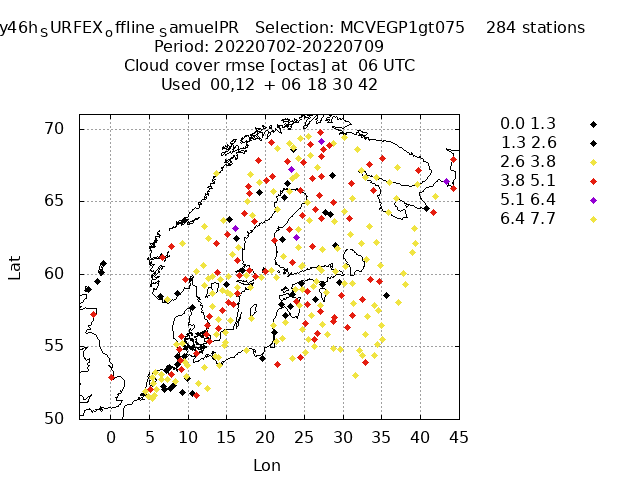 y46h_SURFEX_offline_SamuelPR   Selection: MCVEGP1gt075    284 stations
Period: 20220702-20220709
Cloud cover rmse [octas] at  06 UTC
Used  00,12  + 06 18 30 42
0.0 1.3
1.3 2.6
2.6 3.8
3.8 5.1
5.1 6.4
6.4 7.7
70
65
60
55
50
Lat
0 5 10 15 20 25 30 35 40 45
Lon